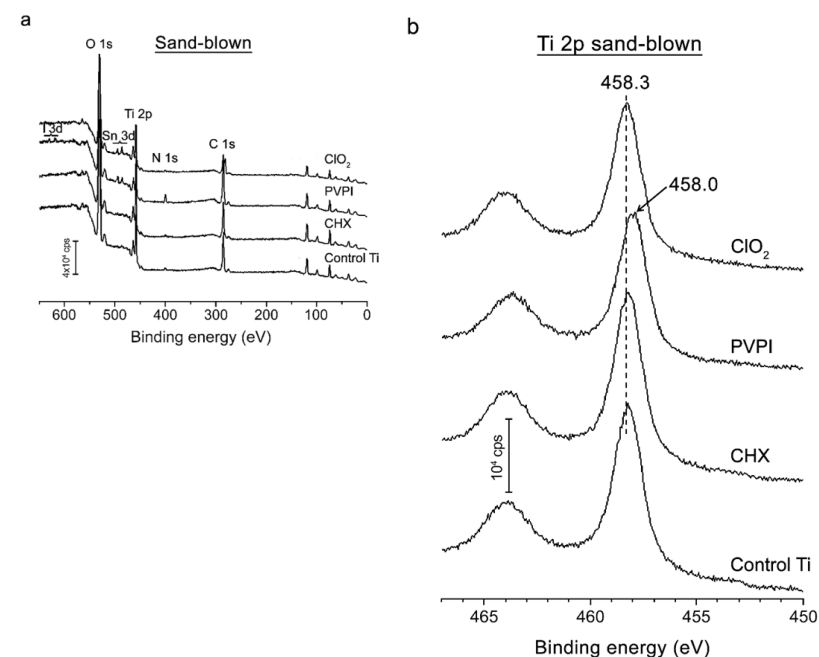 a
Sand-blown
O 1s
Ti 2p
I 3d
Sn 3d
N 1s
C 1s
ClO2
PVPI
CHX
Control Ti
4x10⁴ cps
600 500 400 300 200 100 0
Binding energy (eV)
b
Ti 2p sand-blown
458.3
458.0
ClO2
PVPI
CHX
10⁴ cps
Control Ti
465 460 455 450
Binding energy (eV)